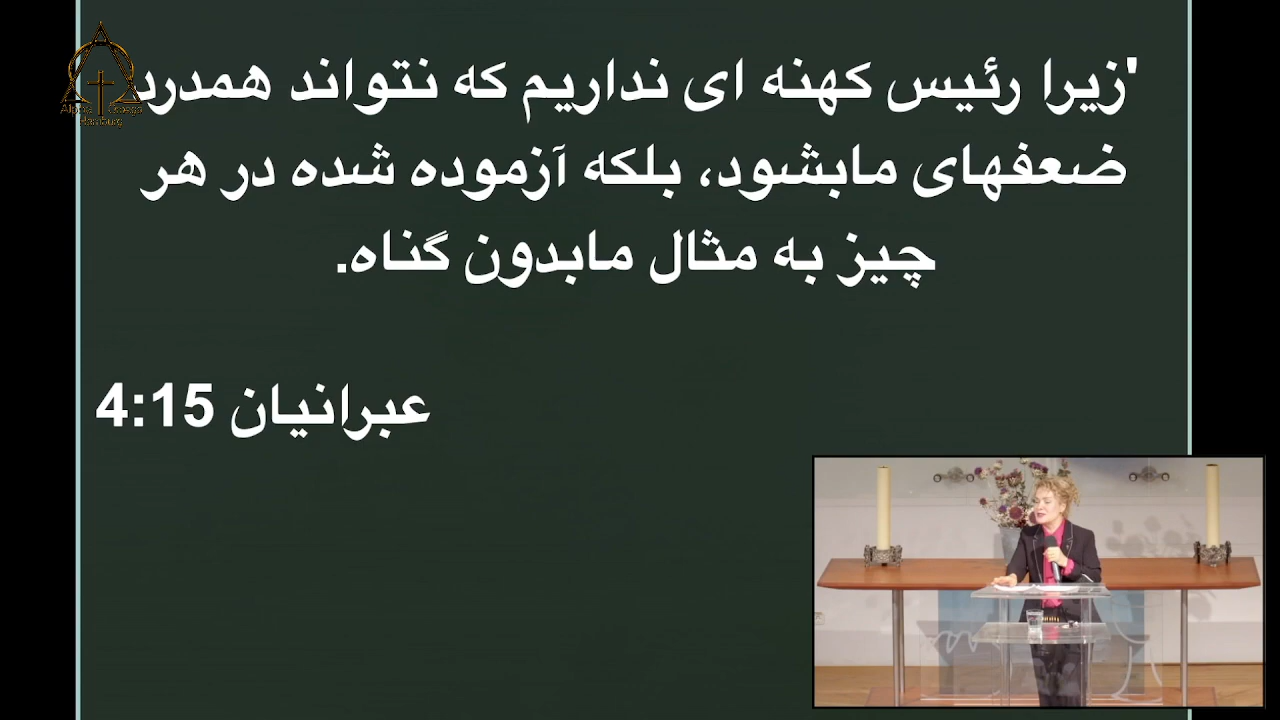 'زیرا رئیس کهنه ای نداریم که نتواند همدرد
ضعفهای مابشود، بلکه آزموده شده در هر
چیز به مثال مابدون گناه.
عبرانیان 4:15
Hamburg